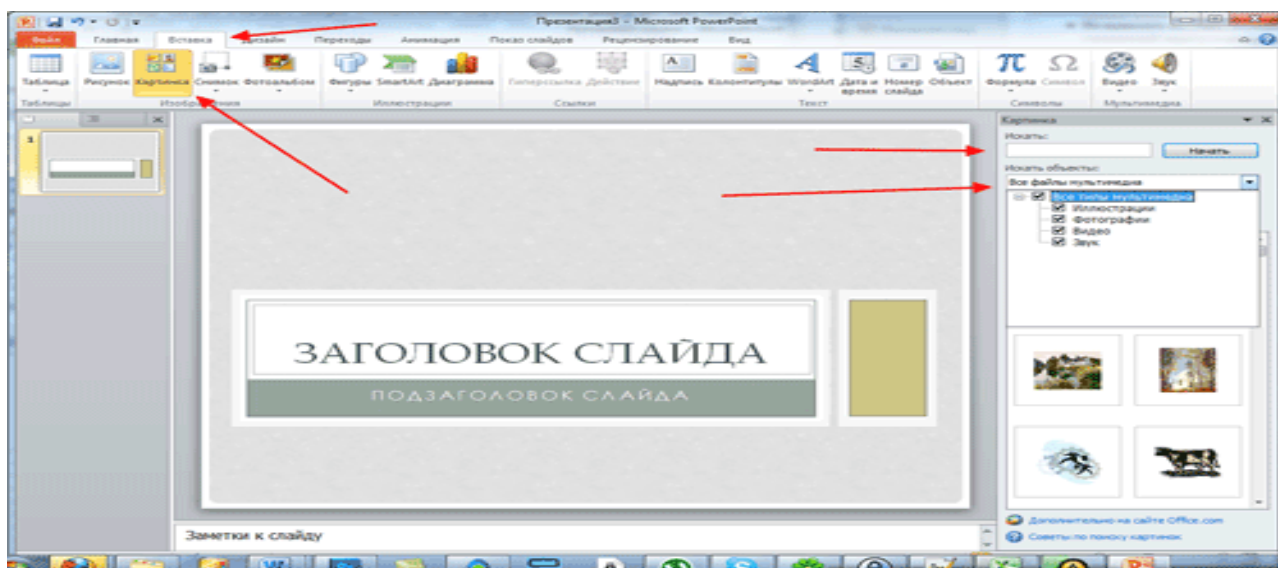 Презентация3 - Microsoft PowerPoint
Файл Главная Вставка Дизайн Переходы Анимация Показ слайдов Рецензирование Вид
Таблица Рисунок Картинка Снимок Фотоальбом Фигуры SmartArt Диаграмма Гиперссылка Действие Надпись Колонтитулы WordArt Дата и время Номер слайда Объект Формула Символ Видео Звук
Таблицы Изображения Иллюстрации Ссылки Текст Символы Мультимедиа
1
Картинка
Искать:
Начать
Искать объекты:
Все файлы мультимедиа
Все типы мультимедиа
Иллюстрации
Фотографии
Видео
Звук
ЗАГОЛОВОК СЛАЙДА
ПОДЗАГОЛОВОК СЛАЙДА
Заметки к слайду
Дополнительно на сайте Office.com
Советы по поиску картинок